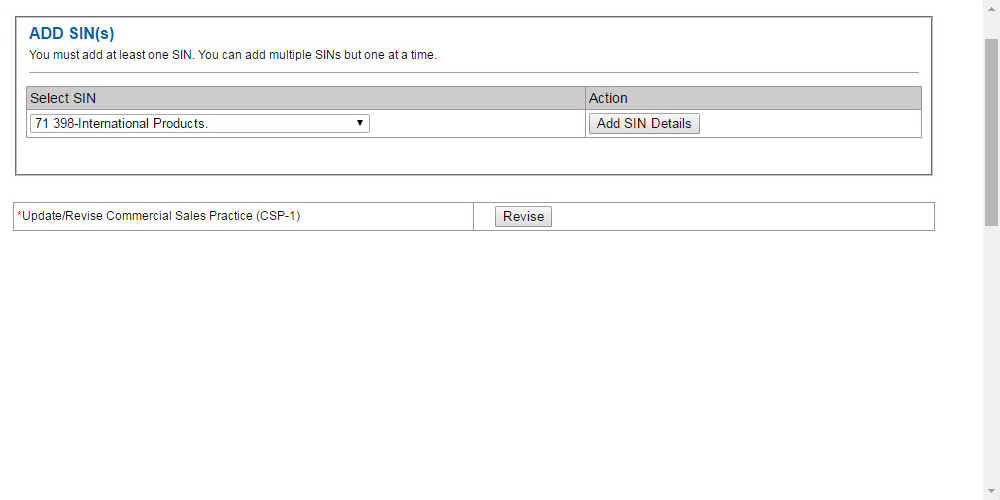 ADD SIN(s)
You must add at least one SIN. You can add multiple SINs but one at a time.
Select SIN
Action
71 398-International Products.
Add SIN Details
*Update/Revise Commercial Sales Practice (CSP-1)
Revise